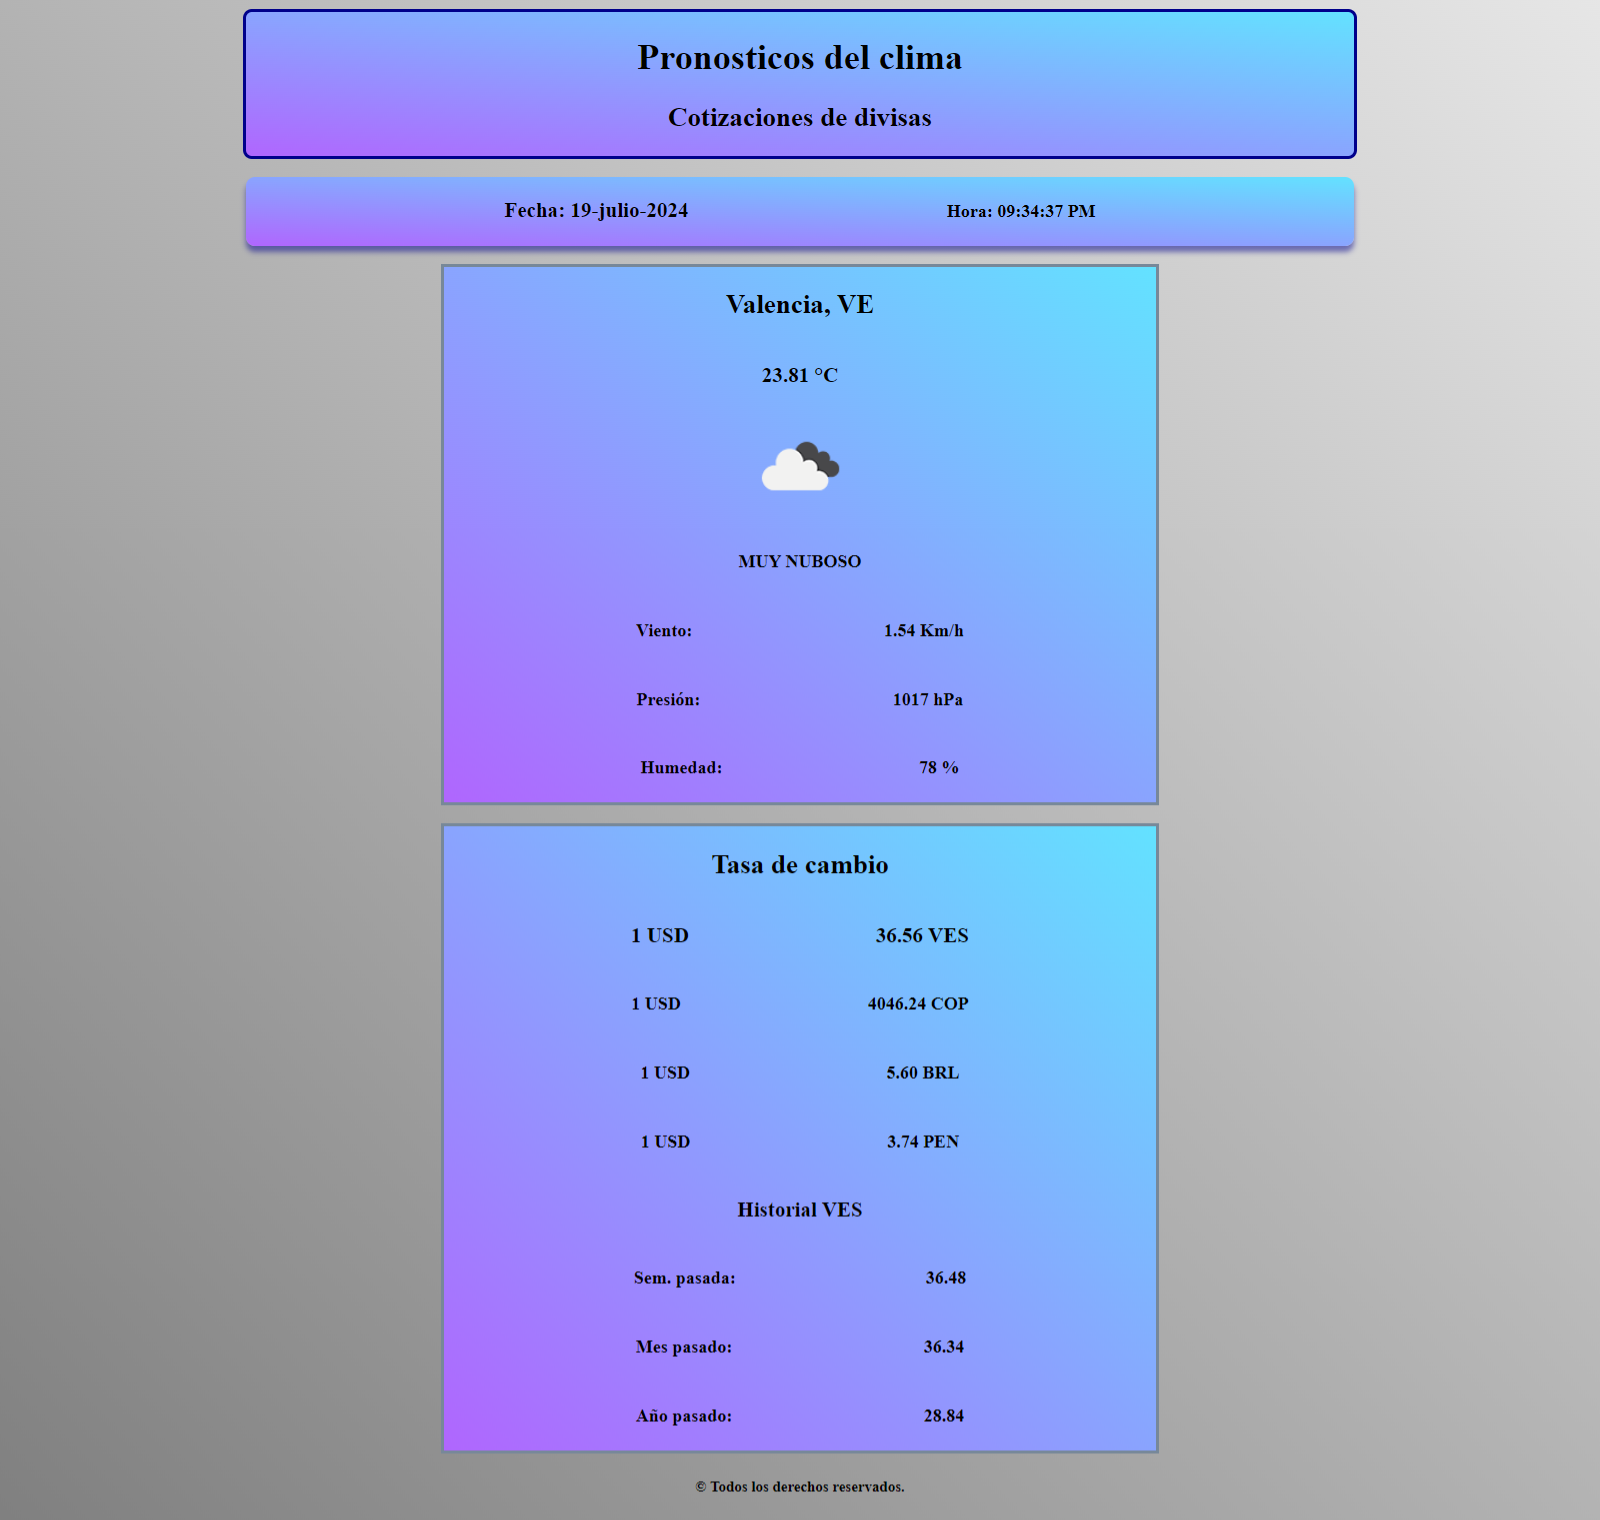 Pronosticos del clima
Cotizaciones de divisas
Fecha: 19-julio-2024 Hora: 09:34:37 PM
Valencia, VE
23.81 °C
MUY NUBOSO
Viento: 1.54 Km/h
Presión: 1017 hPa
Humedad: 78 %
Tasa de cambio
1 USD 36.56 VES
1 USD 4046.24 COP
1 USD 5.60 BRL
1 USD 3.74 PEN
Historial VES
Sem. pasada: 36.48
Mes pasado: 36.34
Año pasado: 28.84
© Todos los derechos reservados.